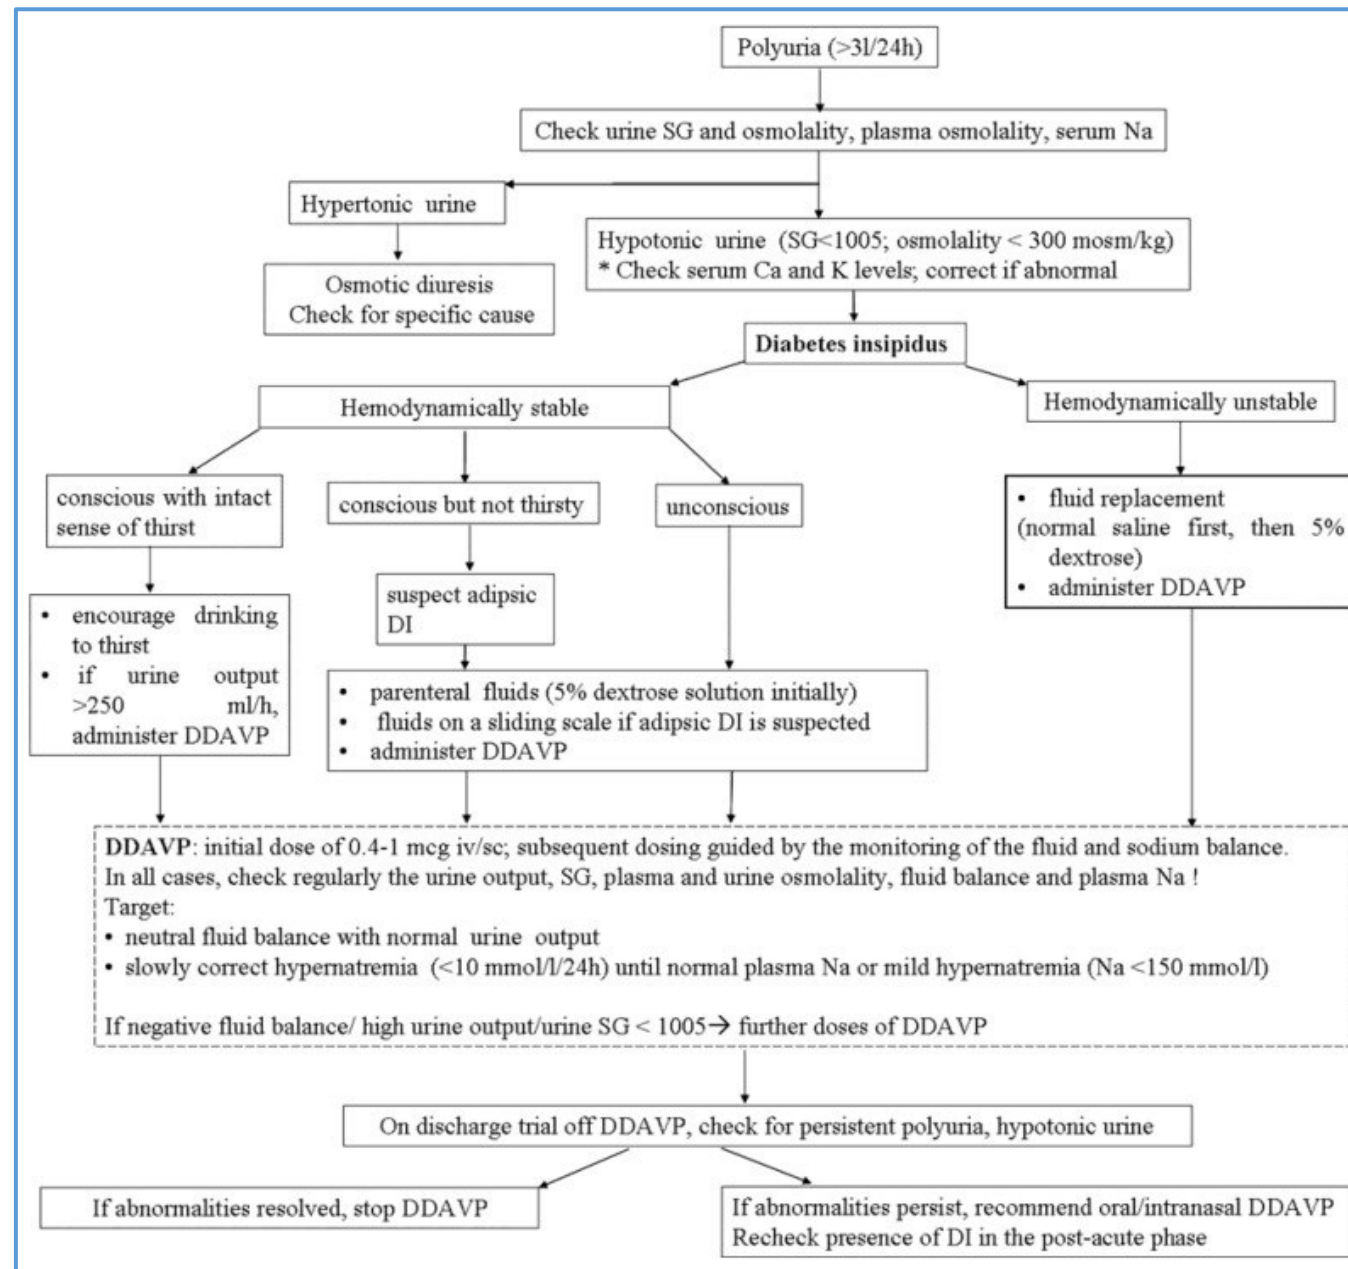 Polyuria (>3l/24h)
Check urine SG and osmolality, plasma osmolality, serum Na
Hypertonic urine
Hypotonic urine (SG<1005; osmolality < 300 mosm/kg)
* Check serum Ca and K levels; correct if abnormal
Osmotic diuresis
Check for specific cause
Diabetes insipidus
Hemodynamically stable
Hemodynamically unstable
conscious with intact
sense of thirst
conscious but not thirsty
unconscious
• fluid replacement
(normal saline first, then 5%
dextrose)
• administer DDAVP
suspect adipsic
DI
• encourage drinking
to thirst
• if urine output
>250 ml/h,
administer DDAVP
• parenteral fluids (5% dextrose solution initially)
• fluids on a sliding scale if adipsic DI is suspected
• administer DDAVP
DDAVP: initial dose of 0.4-1 mcg iv/sc; subsequent dosing guided by the monitoring of the fluid and sodium balance.
In all cases, check regularly the urine output, SG, plasma and urine osmolality, fluid balance and plasma Na !
Target:
• neutral fluid balance with normal urine output
• slowly correct hypernatremia (<10 mmol/l/24h) until normal plasma Na or mild hypernatremia (Na <150 mmol/l)
If negative fluid balance/ high urine output/urine SG < 1005→ further doses of DDAVP
On discharge trial off DDAVP, check for persistent polyuria, hypotonic urine
If abnormalities resolved, stop DDAVP
If abnormalities persist, recommend oral/intranasal DDAVP
Recheck presence of DI in the post-acute phase